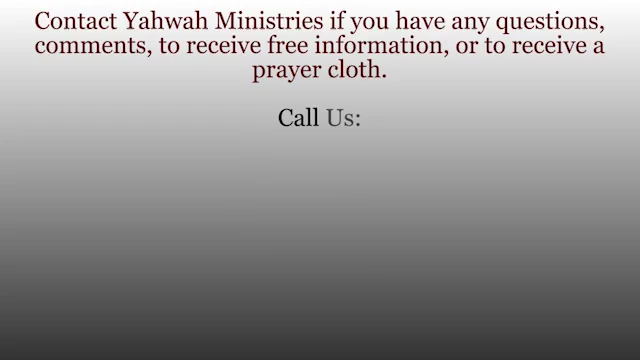 Contact Yahwah Ministries if you have any questions,
comments, to receive free information, or to receive a
prayer cloth.
Call Us: